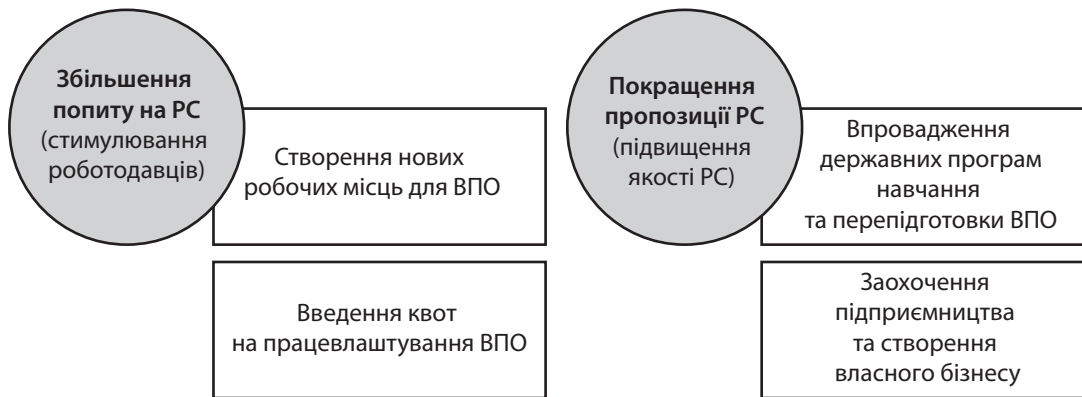 Збільшення
попиту на РС
(стимулювання
роботодавців)
Створення нових
робочих місць для ВПО
Введення квот
на працевлаштування ВПО
Покращення
пропозиції РС
(підвищення
якості РС)
Впровадження
державних програм
навчання
та перепідготовки ВПО
Заохочення
підприємництва
та створення
власного бізнесу